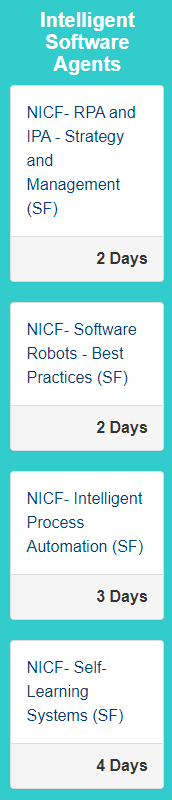 Intelligent
Software
Agents
NICF- RPA and
IPA - Strategy
and
Management
(SF)
2 Days
NICF- Software
Robots - Best
Practices (SF)
2 Days
NICF- Intelligent
Process
Automation (SF)
3 Days
NICF- Self-
Learning
Systems (SF)
4 Days